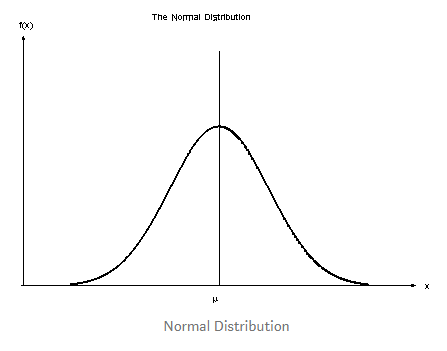 The Normal Distribution
f(x)
x
μ
Normal Distribution